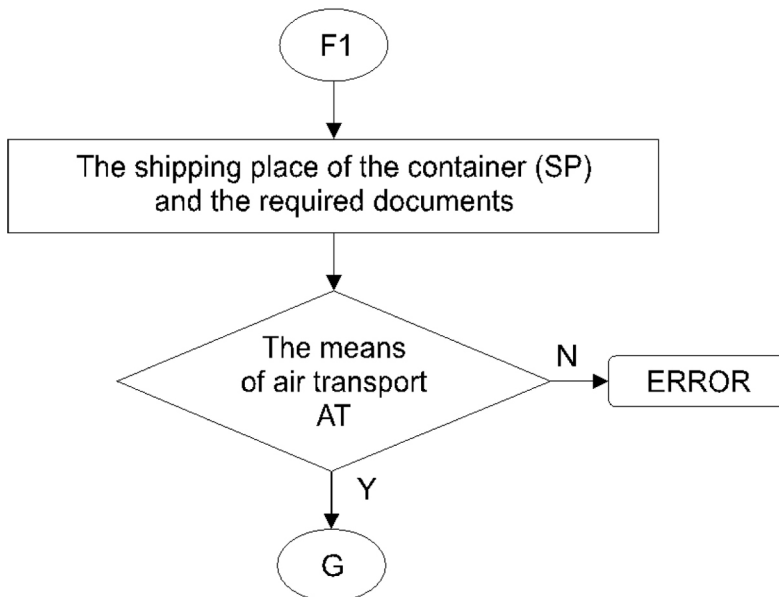 F1
The shipping place of the container (SP)
and the required documents
The means
of air transport
AT
N
ERROR
Y
G